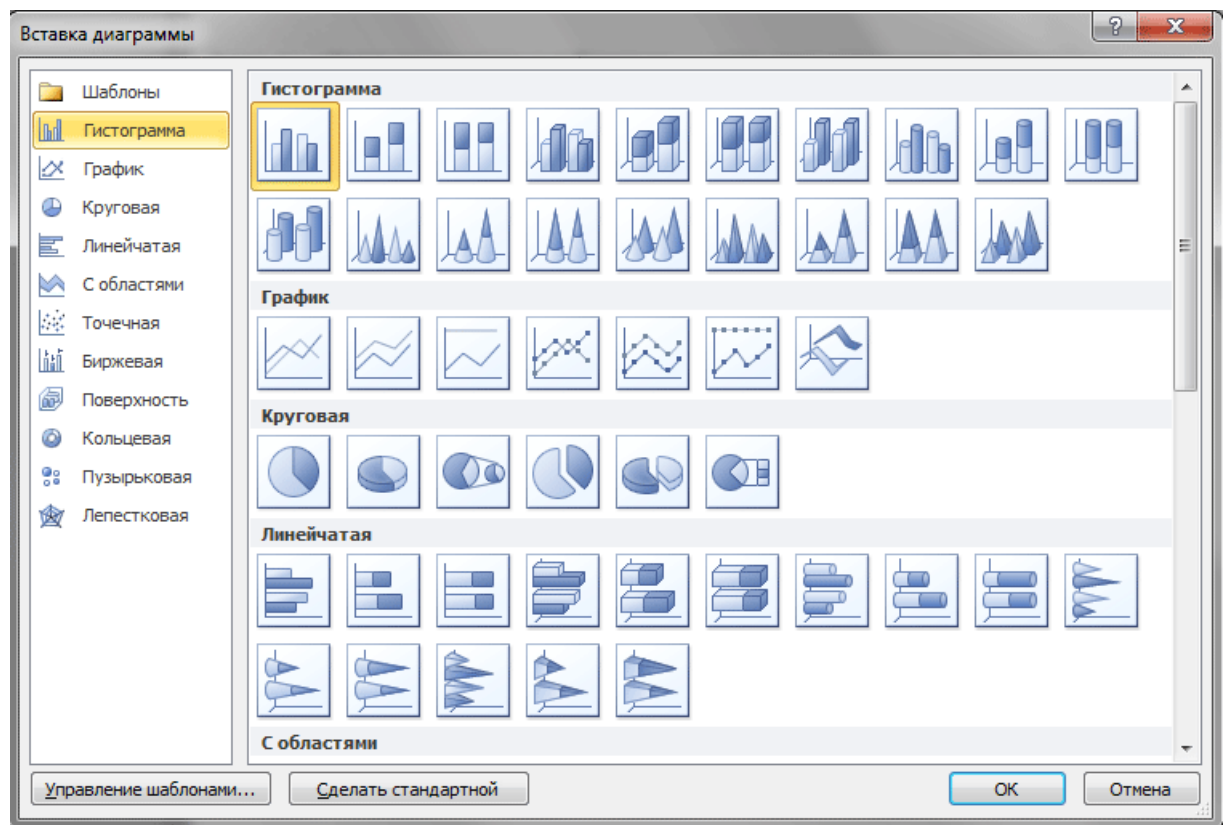 Вставка диаграммы
Шаблоны
Гистограмма
График
Круговая
Линейчатая
С областями
Точечная
Биржевая
Поверхность
Кольцевая
Пузырьковая
Лепестковая
Гистограмма
График
Круговая
Линейчатая
С областями
Управление шаблонами...
Сделать стандартной
ОК
Отмена